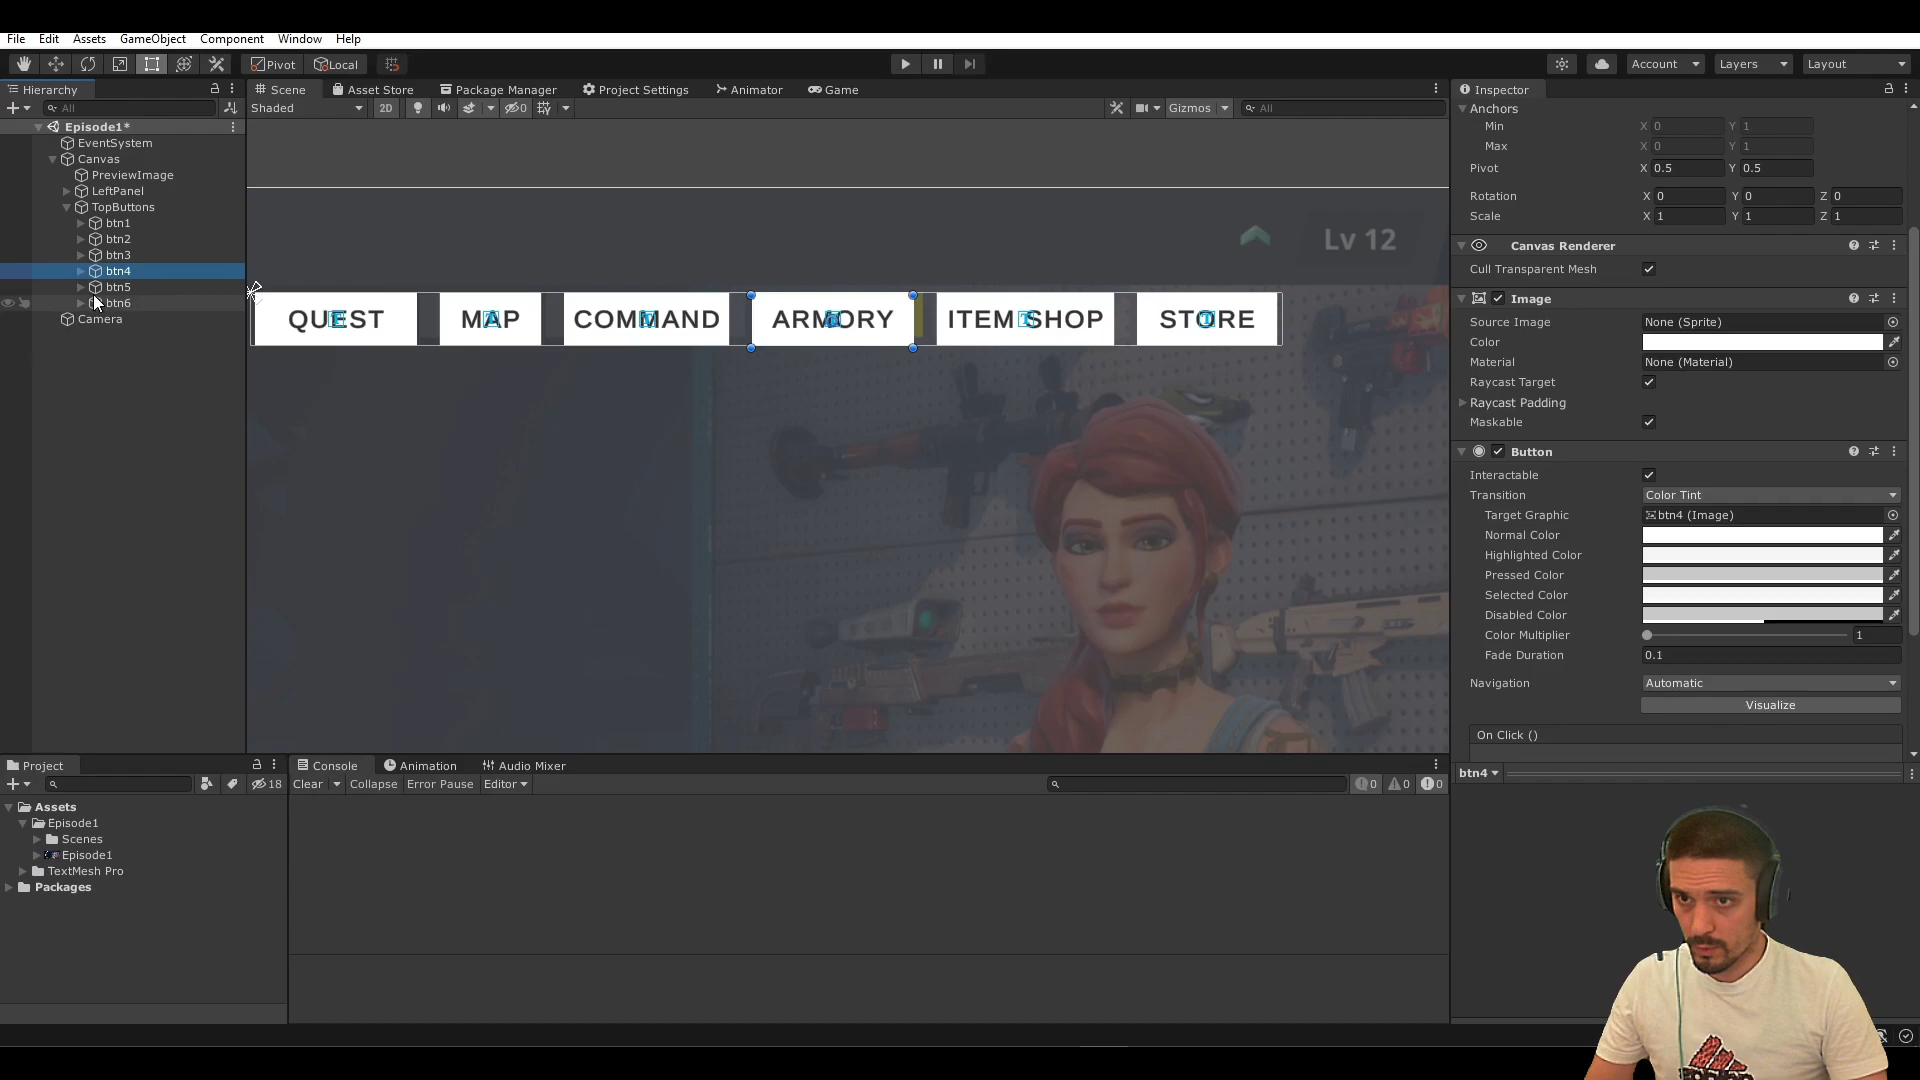 File Edit Assets GameObject Component Window Help
Pivot Local Account Layers Layout
Hierarchy Scene Asset Store Package Manager Project Settings Animator Game Inspector
All Shaded 2D 0 Gizmos All Anchors
Episode1* Min X 0 Y 1
EventSystem
Canvas Max X 0 Y 1
PreviewImage Pivot X 0.5 Y 0.5
LeftPanel
TopButtons Rotation X 0 Y 0 Z 0
btn1 Scale X 1 Y 1 Z 1
btn2 Lv 12 Canvas Renderer
btn3 Cull Transparent Mesh
btn4
btn5
btn6 Image
Camera QUEST MAP COMMAND ARMORY ITEM SHOP STORE Source Image None (Sprite)
Color
Material None (Material)
Raycast Target
Raycast Padding
Maskable
Button
Interactable
Transition Color Tint
Target Graphic btn4 (Image)
Normal Color
Highlighted Color
Pressed Color
Selected Color
Disabled Color
Color Multiplier 1
Fade Duration 0.1
Navigation Automatic
Visualize
On Click ()
Project Console Animation Audio Mixer btn4
18 Clear Collapse Error Pause Editor 0 0 0
Assets
Episode1
Scenes
Episode1
TextMesh Pro
Packages